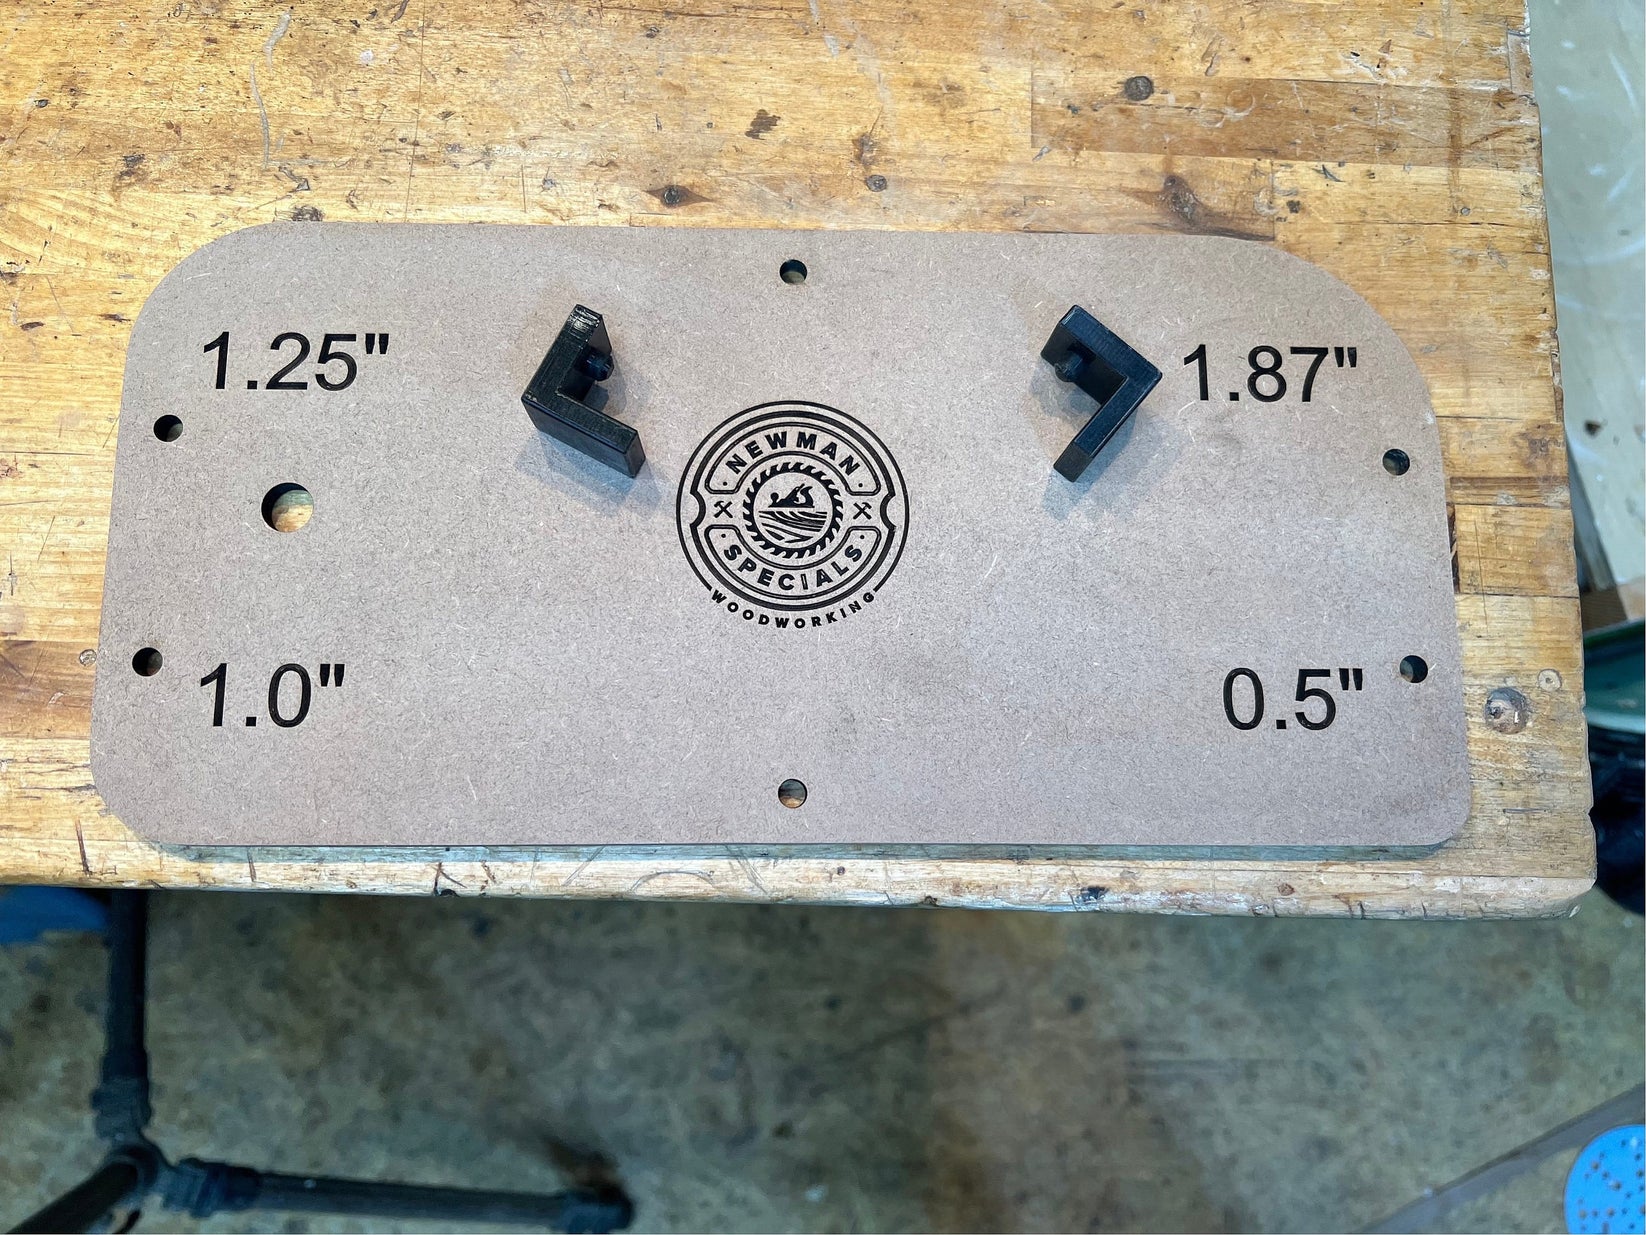 1.25"
1.87"
NEWMAN
SPECIALS
WOODWORKING
1.0"
0.5"